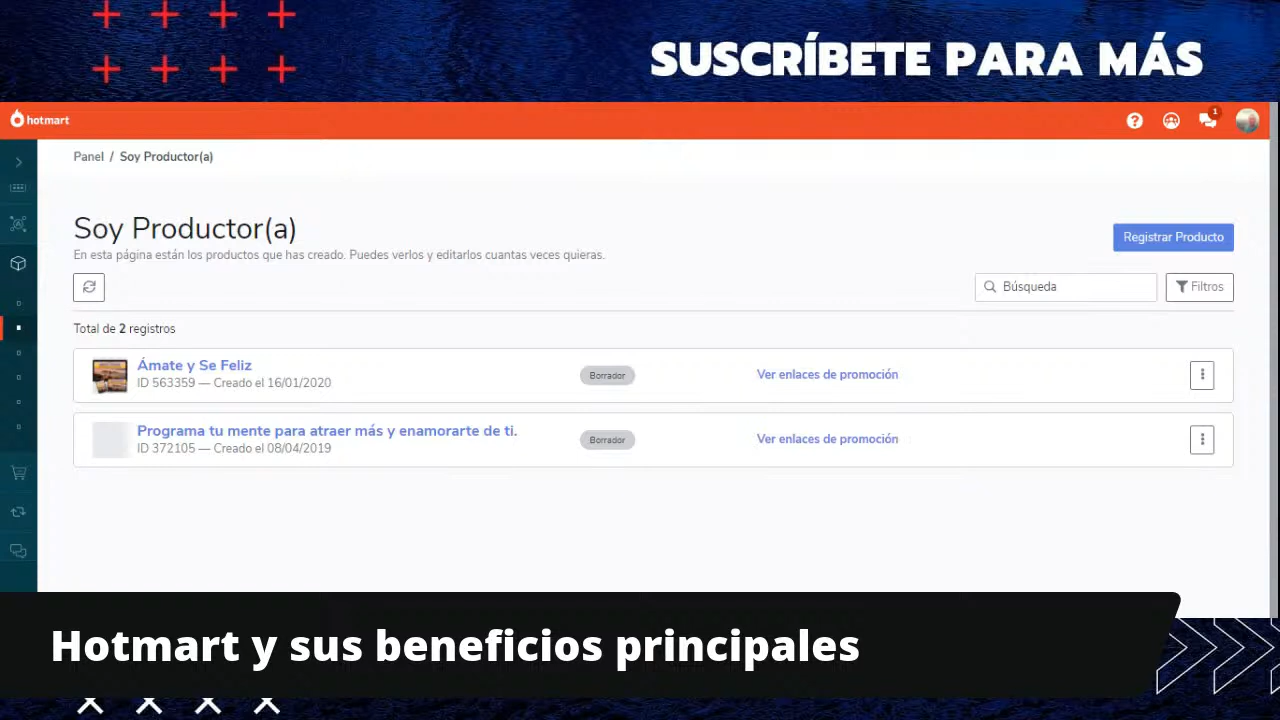 SUSCRÍBETE PARA MÁS
hotmart
1
Panel / Soy Productor(a)
Soy Productor(a)
Registrar Producto
En esta página están los productos que has creado. Puedes verlos y editarlos cuantas veces quieras.
Búsqueda
Filtros
Total de 2 registros
Ámate y Se Feliz
ID 563359 — Creado el 16/01/2020
Borrador
Ver enlaces de promoción
Programa tu mente para atraer más y enamorarte de ti.
ID 372105 — Creado el 08/04/2019
Borrador
Ver enlaces de promoción
Hotmart y sus beneficios principales